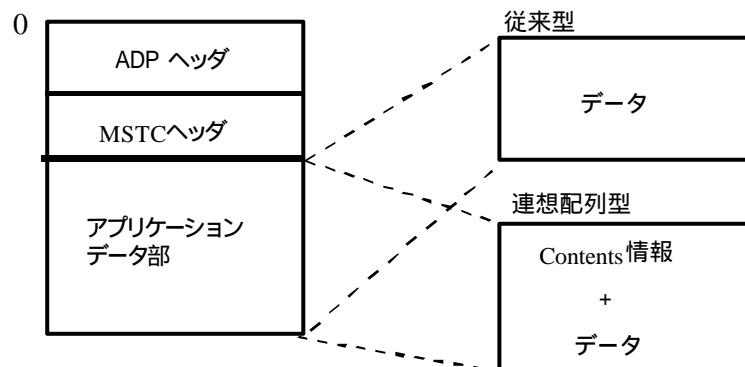 0
ADP ヘッダ
MSTCヘッダ
アプリケーション
データ部
従来型
データ
連想配列型
Contents情報
+
データ